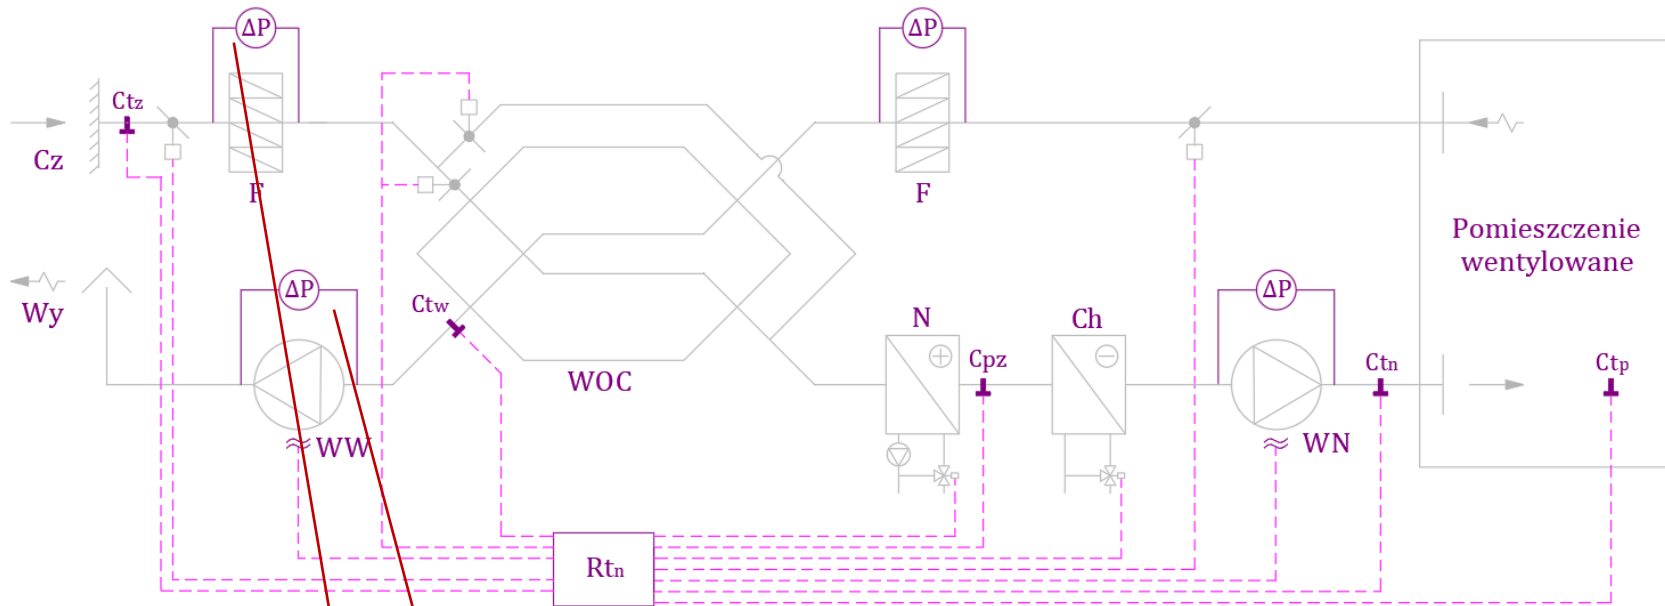 ΔP
ΔP
Ctz
Cz
F
F
Pomieszczenie
wentylowane
Wy
ΔP
Ctw
WOC
N
Cpz
Ch
ΔP
Ctn
Ctp
WW
WN
Rtn